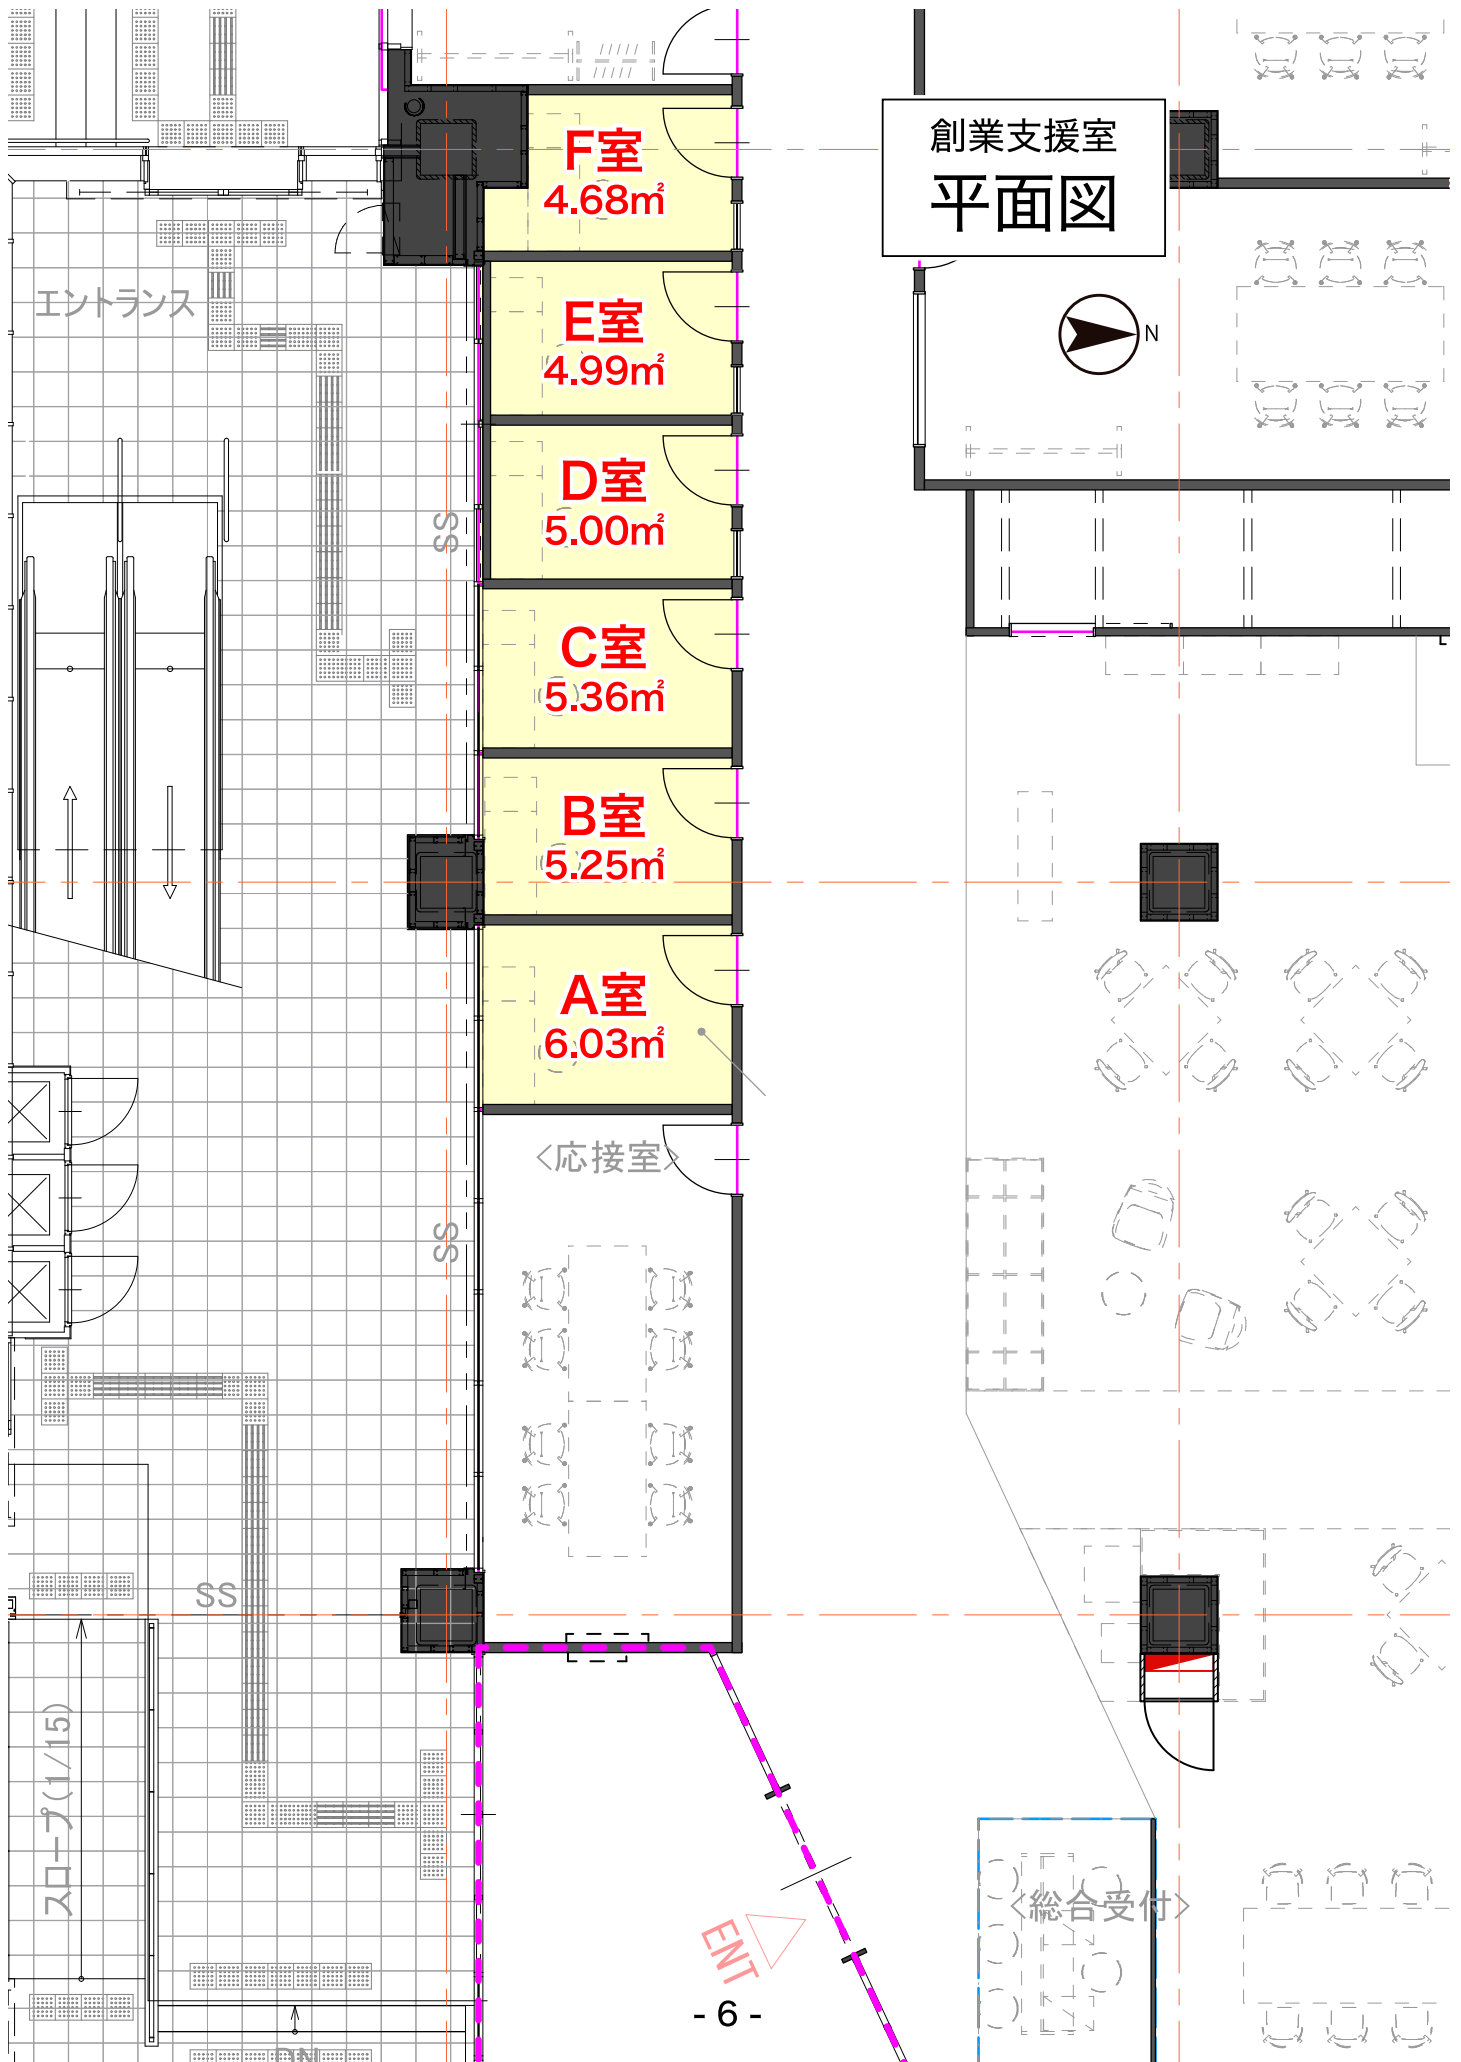 創業支援室
平面図
N
F室
4.68㎡
エントランス
E室
4.99㎡
D室
5.00㎡
SS
C室
5.36㎡
B室
5.25㎡
A室
6.03㎡
<応接室>
SS
SS
スロープ(1/15)
<総合受付>
ENT
- 6 -
DN